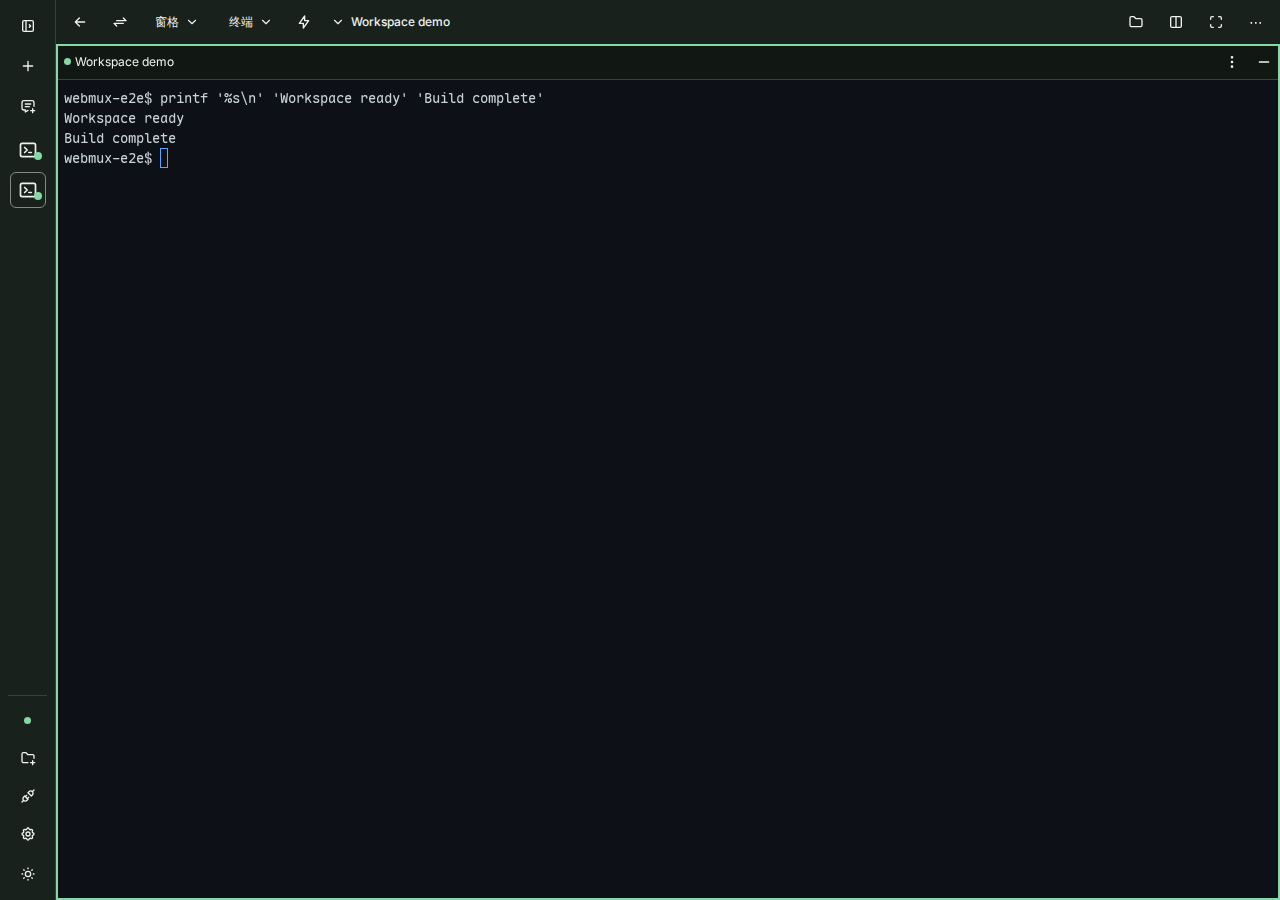 窗格
终端
Workspace demo
Workspace demo
webmux-e2e$ printf '%s\n' 'Workspace ready' 'Build complete'
Workspace ready
Build complete
webmux-e2e$